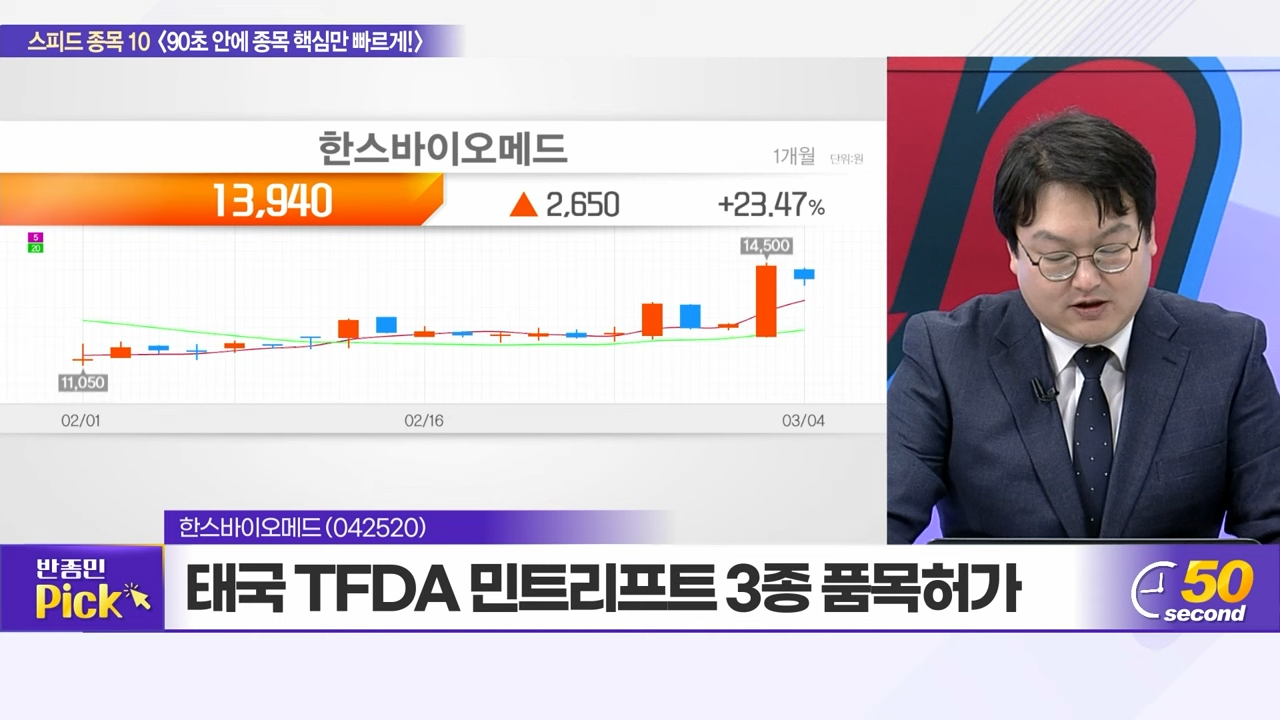 스피드 종목 10 〈90초 안에 종목 핵심만 빠르게!〉
한스바이오메드
1개월 단위:원
13,940 ▲ 2,650 +23.47%
5
20
14,500
11,050
02/01 02/16 03/04
한스바이오메드 (042520)
반종민
Pick
태국 TFDA 민트리프트 3종 품목허가
50
second